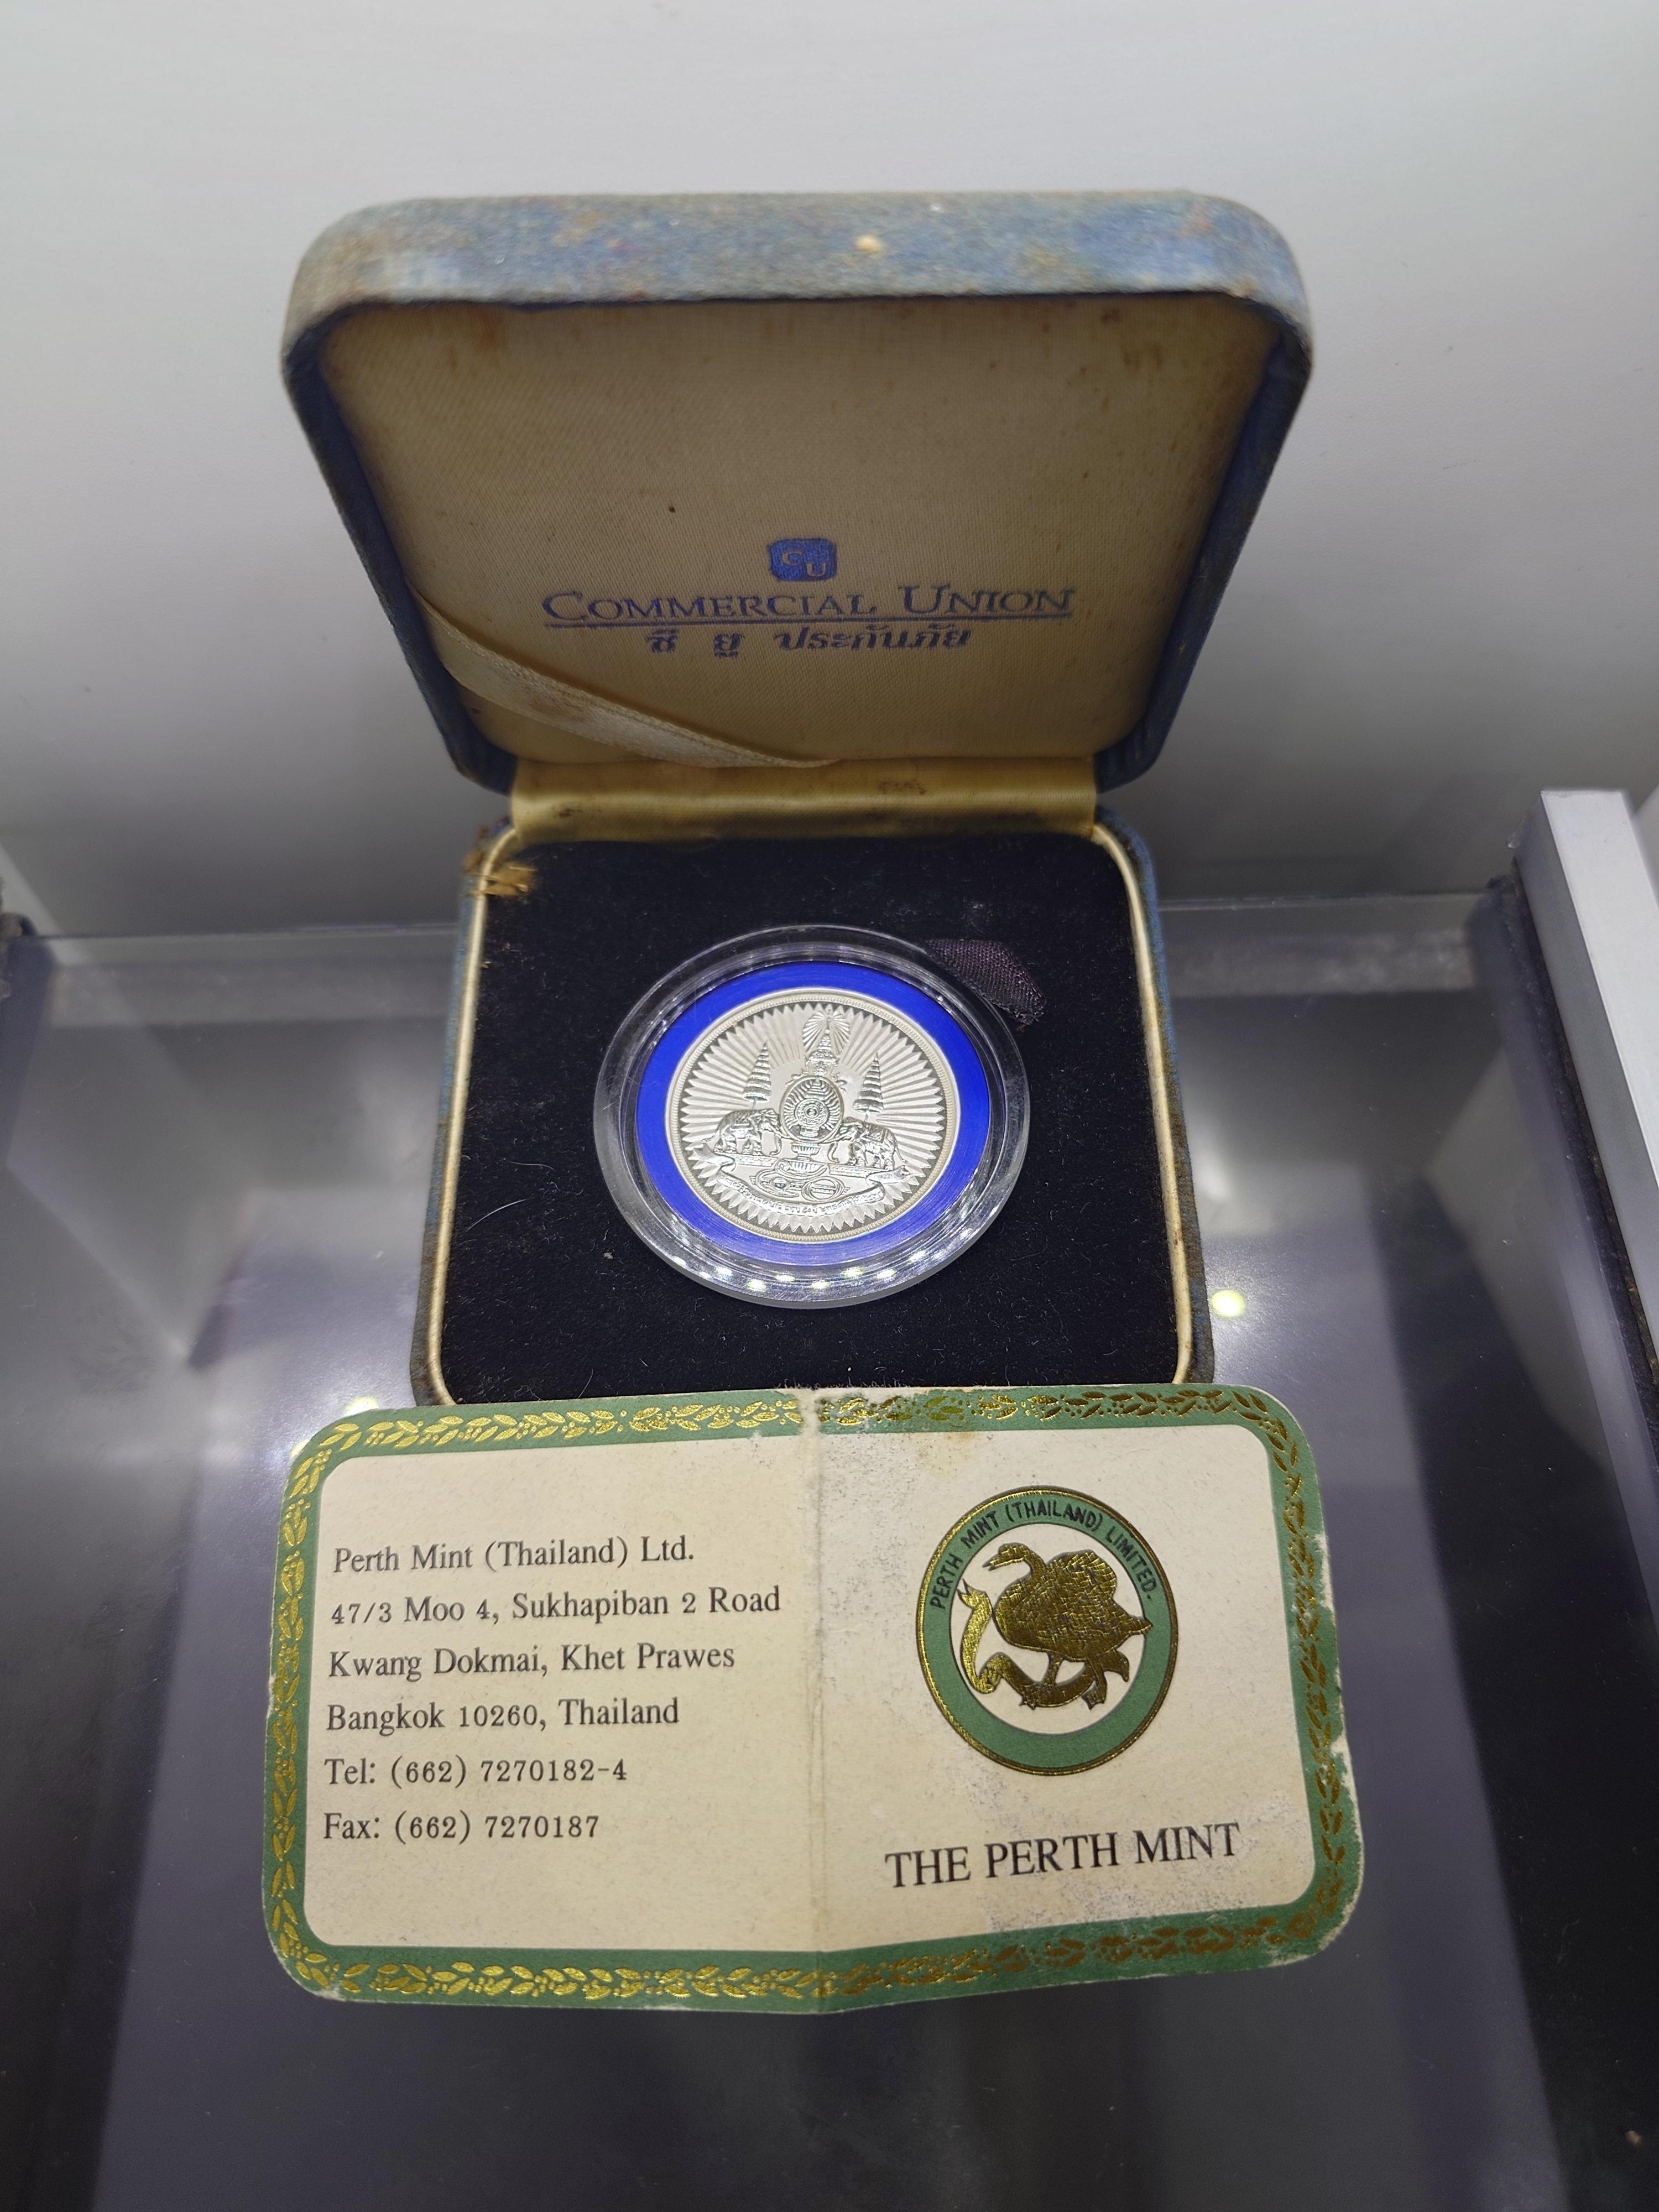 CU
COMMERCIAL UNION
ซี ยู ประกันภัย
Perth Mint (Thailand) Ltd.
47/3 Moo 4, Sukhapiban 2 Road
Kwang Dokmai, Khet Prawes
Bangkok 10260, Thailand
Tel: (662) 7270182-4
Fax: (662) 7270187
PERTH MINT (THAILAND) LIMITED.
THE PERTH MINT